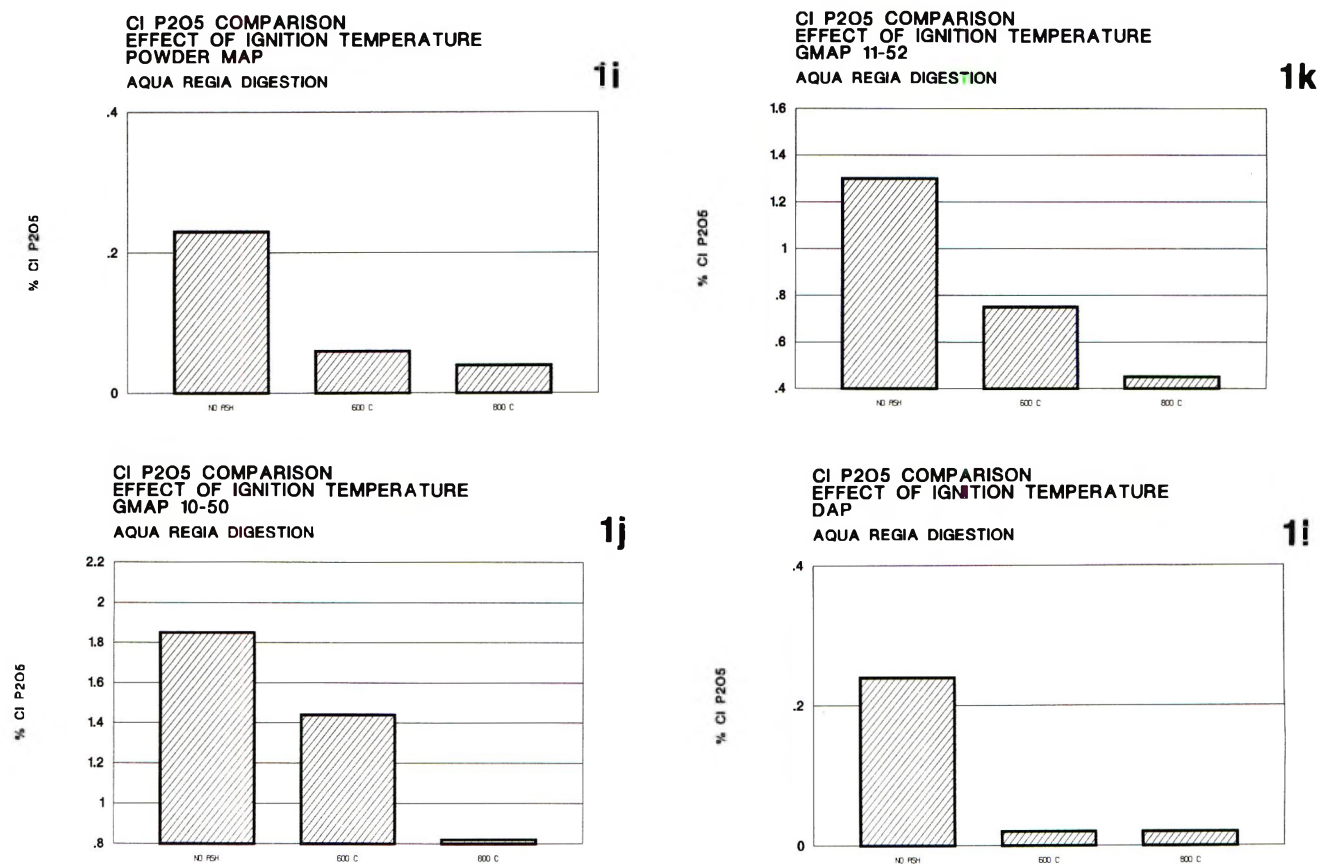 CI P2O5 COMPARISON
EFFECT OF IGNITION TEMPERATURE
POWDER MAP
AQUA REGIA DIGESTION
1i
.4
.2
0
% CI P2O5
NO ASH
600 C
800 C
CI P2O5 COMPARISON
EFFECT OF IGNITION TEMPERATURE
GMAP 11-52
AQUA REGIA DIGESTION
1k
1.6
1.4
1.2
1
.8
.6
.4
% CI P2O5
NO ASH
600 C
800 C
CI P2O5 COMPARISON
EFFECT OF IGNITION TEMPERATURE
GMAP 10-50
AQUA REGIA DIGESTION
1j
2.2
2
1.8
1.6
1.4
1.2
1
.8
% CI P2O5
NO ASH
600 C
800 C
CI P2O5 COMPARISON
EFFECT OF IGNITION TEMPERATURE
DAP
AQUA REGIA DIGESTION
1l
.4
.2
0
% CI P2O5
NO ASH
600 C
800 C